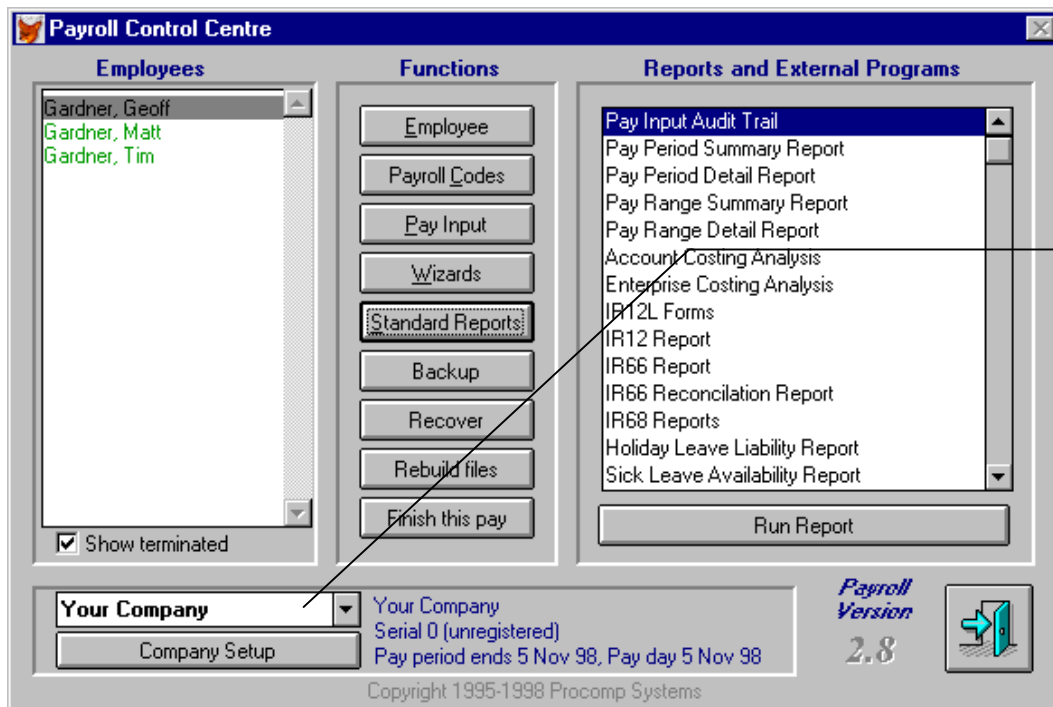 Payroll Control Centre
Employees
Gardner, Geoff
Gardner, Matt
Gardner, Tim
Show terminated
Functions
Employee
Payroll Codes
Pay Input
Wizards
Standard Reports
Backup
Recover
Rebuild files
Finish this pay
Reports and External Programs
Pay Input Audit Trail
Pay Period Summary Report
Pay Period Detail Report
Pay Range Summary Report
Pay Range Detail Report
Account Costing Analysis
Enterprise Costing Analysis
IR12L Forms
IR12 Report
IR66 Report
IR66 Reconcilation Report
IR68 Reports
Holiday Leave Liability Report
Sick Leave Availability Report
Run Report
Your Company
Company Setup
Your Company
Serial 0 (unregistered)
Pay period ends 5 Nov 98, Pay day 5 Nov 98
Payroll
Version
2.8
Copyright 1995-1998 Procomp Systems